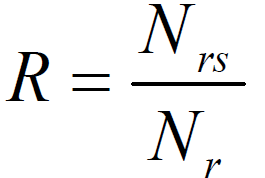 R = N_rs / N_r